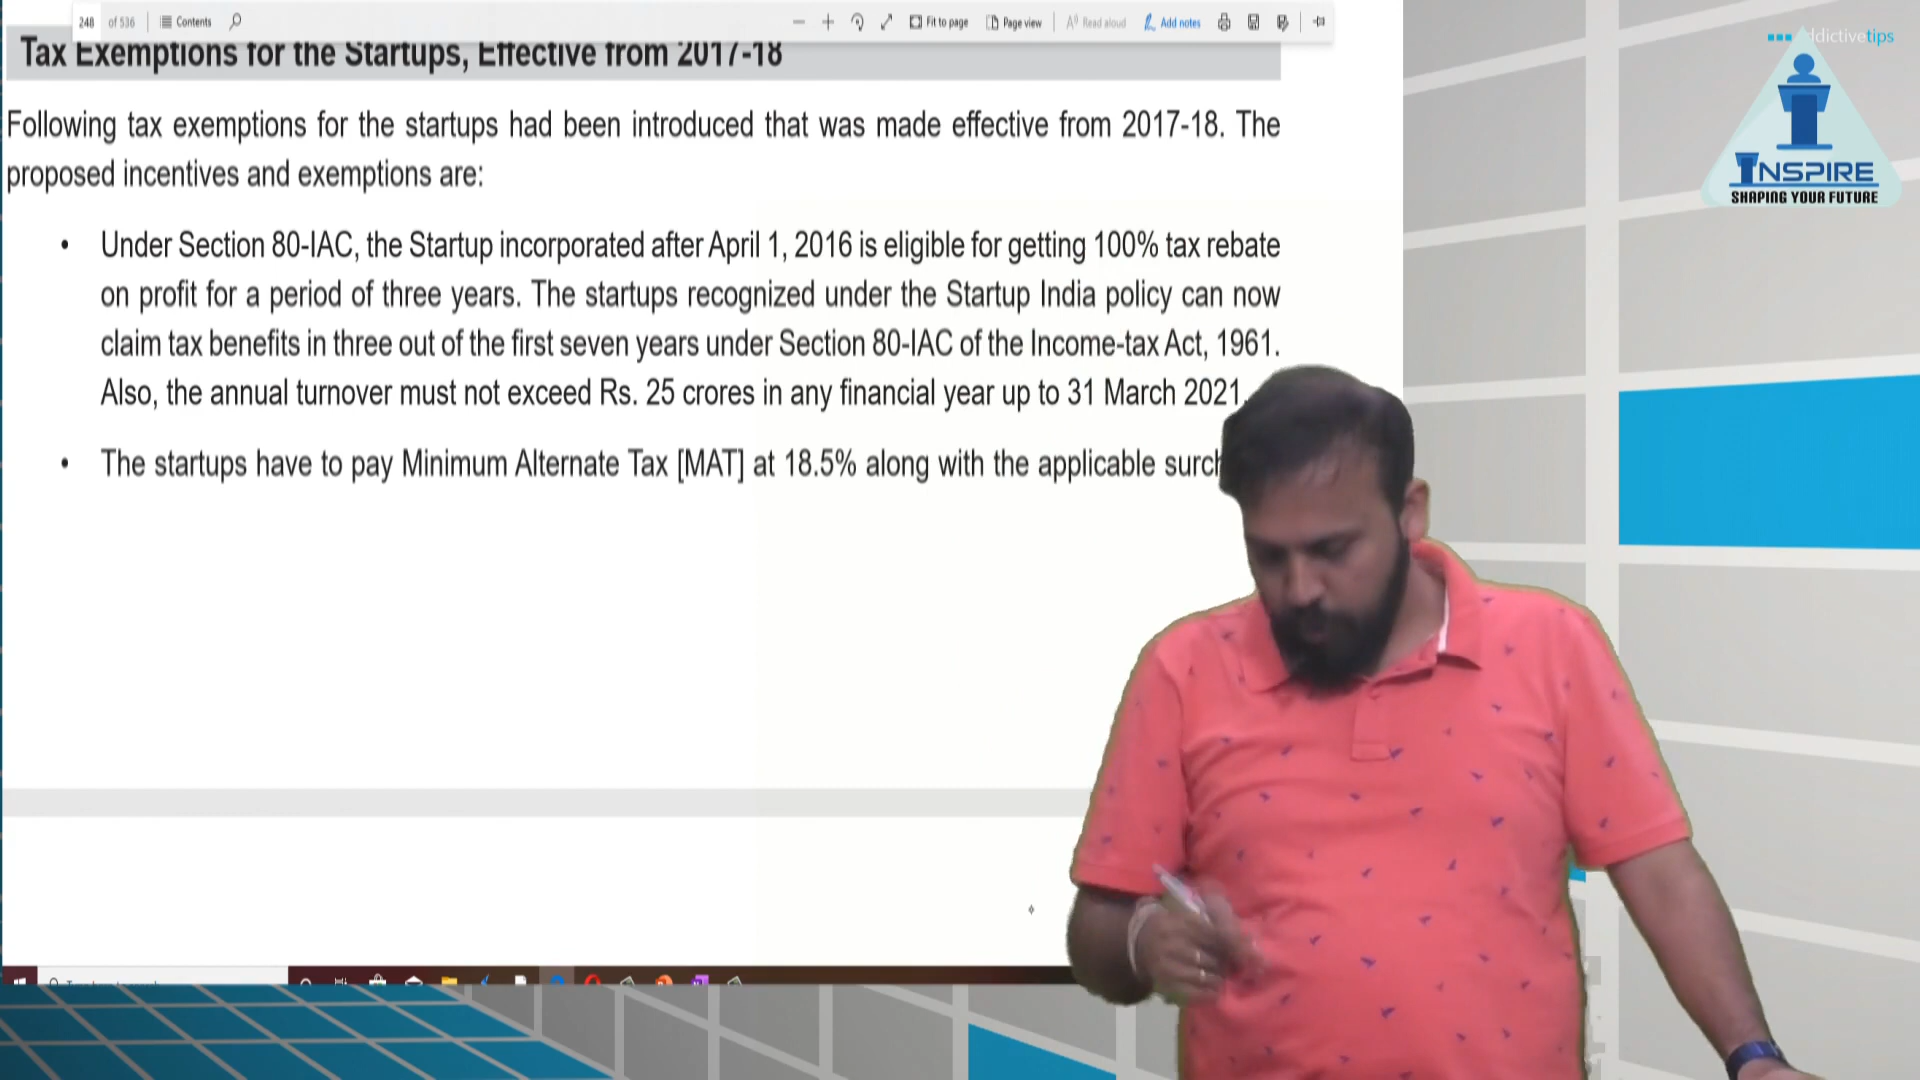 248 of 536 Contents Fit to page Page view Read aloud Add notes
ddictivetips
Tax Exemptions for the Startups, Effective from 2017-18
Following tax exemptions for the startups had been introduced that was made effective from 2017-18. The
proposed incentives and exemptions are:
• Under Section 80-IAC, the Startup incorporated after April 1, 2016 is eligible for getting 100% tax rebate
on profit for a period of three years. The startups recognized under the Startup India policy can now
claim tax benefits in three out of the first seven years under Section 80-IAC of the Income-tax Act, 1961.
Also, the annual turnover must not exceed Rs. 25 crores in any financial year up to 31 March 2021.
• The startups have to pay Minimum Alternate Tax [MAT] at 18.5% along with the applicable surch
INSPIRE
SHAPING YOUR FUTURE